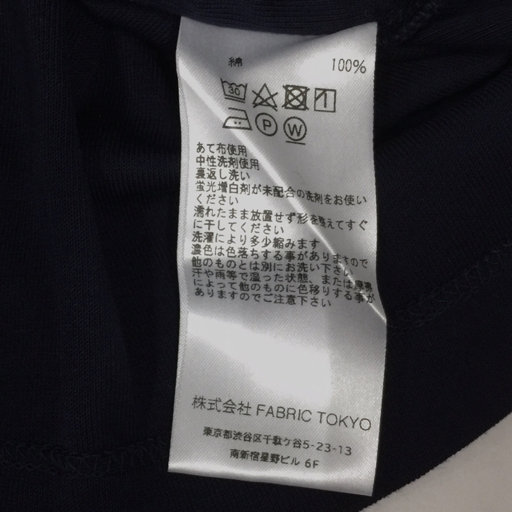 綿 100%
30
P W
あて布使用
中性洗剤使用
裏返し洗い
蛍光増白剤が未配合の洗剤をお使い
ください
濡れたまま放置せず形を整えてすぐ
に干してください
洗濯により多少縮みます
濃色は色落ちする事がありますので
他のものとは別にお洗い下さい
汗や雨等で湿った状態、または摩擦
によって他のものに色移りする事が
ありますのでご注意下さい
株式会社 FABRIC TOKYO
東京都渋谷区千駄ケ谷5-23-13
南新宿星野ビル 6F